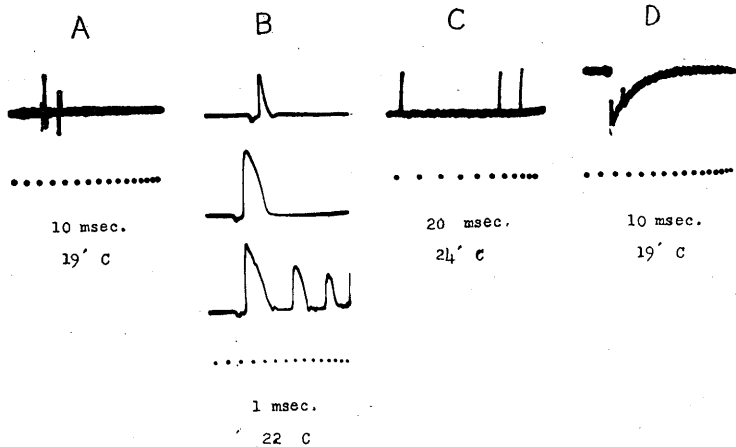 A B C D
10 msec.
19′ C
1 msec.
22 C
20 msec.
24′ C
10 msec.
19′ C